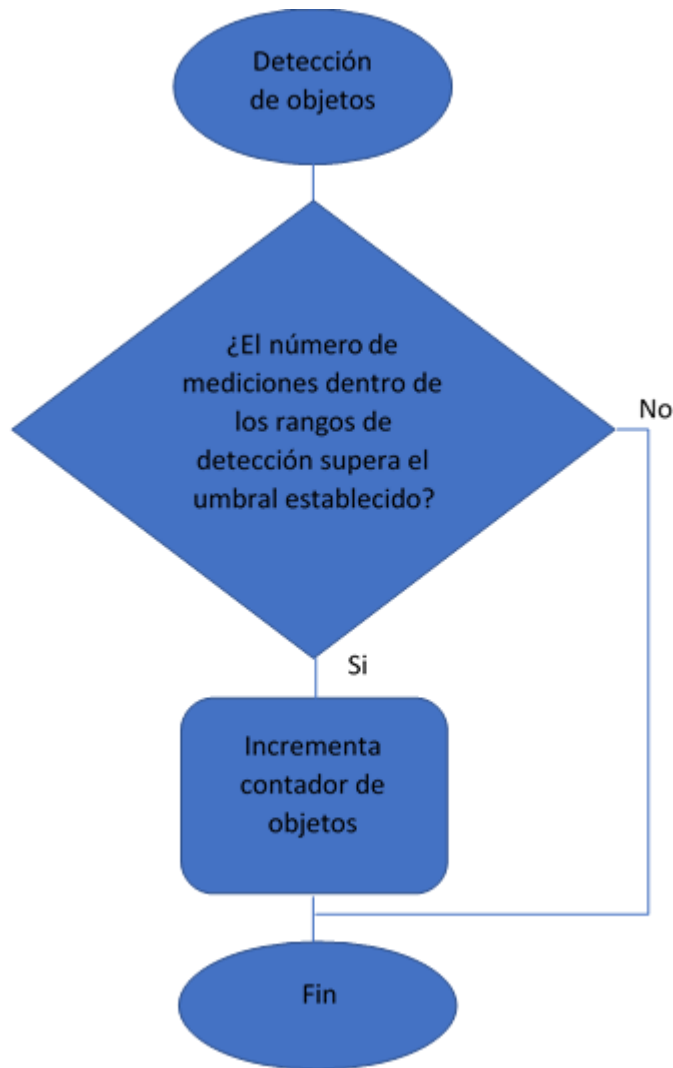 Detección
de objetos
¿El número de
mediciones dentro de
los rangos de
detección supera el
umbral establecido?
No
Si
Incrementa
contador de
objetos
Fin